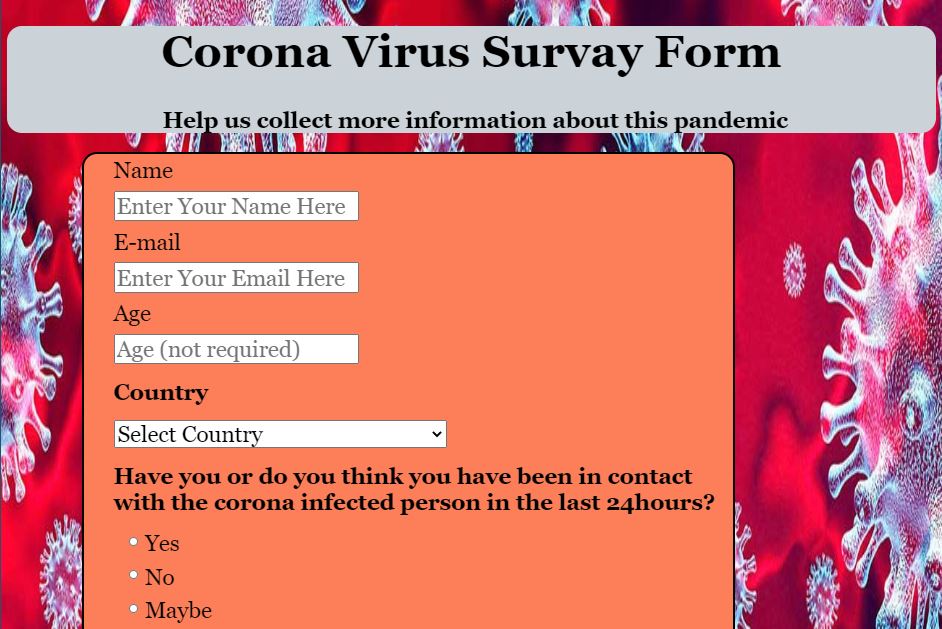 Corona Virus Survay Form
Help us collect more information about this pandemic
Name
Enter Your Name Here
E-mail
Enter Your Email Here
Age
Age (not required)
Country
Select Country
Have you or do you think you have been in contact
with the corona infected person in the last 24hours?
Yes
No
Maybe